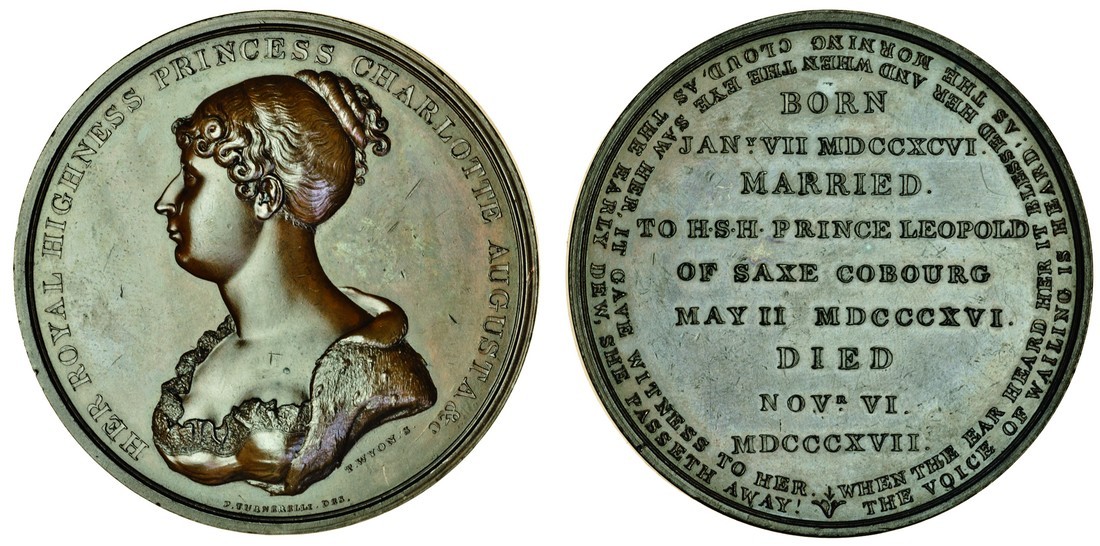 HER ROYAL HIGHNESS PRINCESS CHARLOTTE AUGUSTA &C
T. WYON. S
P. TURNERELLI. DES.
WHEN THE EAR HEARD HER IT BLESSED HER AND WHEN THE EYE SAW HER, IT GAVE WITNESS TO HER.
THE VOICE OF WAILING IS HEARD: AS THE MORNING CLOUD, AS THE EARLY DEW, SHE PASSETH AWAY!
BORN
JANY. VII MDCCXCVI.
MARRIED.
TO H·S·H· PRINCE LEOPOLD
OF SAXE COBOURG
MAY II MDCCCXVI.
DIED
NOVR. VI.
MDCCCXVII.